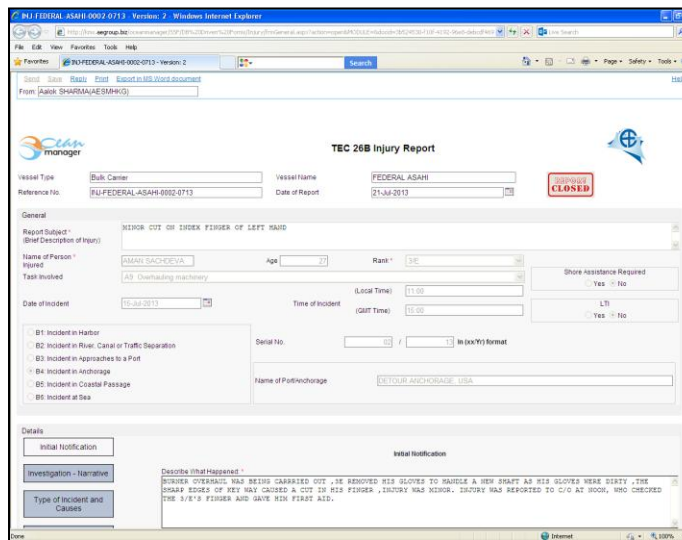 INJ-FEDERAL-ASAHI-0002-0713 - Version: 2 - Windows Internet Explorer
Live Search
File Edit View Favorites Tools Help
Favorites INJ-FEDERAL-ASAHI-0002-0713 - Version: 2
Search
Page Safety Tools
Send Save Reply Print Export in MS Word document
From: Aalok SHARMA(AESMHKG)
Ocean manager
TEC 26B Injury Report
Vessel Type Bulk Carrier Vessel Name FEDERAL ASAHI
Reference No. INJ-FEDERAL-ASAHI-0002-0713 Date of Report 21-Jul-2013
REPORT CLOSED
General
Report Subject * MINOR CUT ON INDEX FINGER OF LEFT HAND
(Brief Description of Injury)
Name of Person * AMAN SACHDEVA Age 27 Rank * 3/E
Injured
Task Involved A9. Overhauling machinery
Shore Assistance Required
Yes No
Date of Incident 15-Jul-2013 Time of Incident
(Local Time) 11:00
(GMT Time) 15:00
LTI
Yes No
B1: Incident in Harbor
B2: Incident in River, Canal or Traffic Separation
B3: Incident in Approaches to a Port
B4: Incident in Anchorage
B5: Incident in Coastal Passage
B6: Incident at Sea
Serial No. 02 / 13 In (xx/Yr) format
Name of Port/Anchorage DETOUR ANCHORAGE, USA
Details
Initial Notification
Initial Notification
Investigation - Narrative
Type of Incident and
Causes
Describe What Happened: *
BURNER OVERHAUL WAS BEING CARRRIED OUT ,3E REMOVED HIS GLOVES TO HANDLE A NEW SHAFT AS HIS GLOVES WERE DIRTY ,THE
SHARP EDGES OF KEY WAY CAUSED A CUT IN HIS FINGER ,INJURY WAS MINOR. INJURY WAS REPORTED TO C/O AT NOON, WHO CHECKED
THE 3/E'S FINGER AND GAVE HIM FIRST AID.
Done
Internet
100%